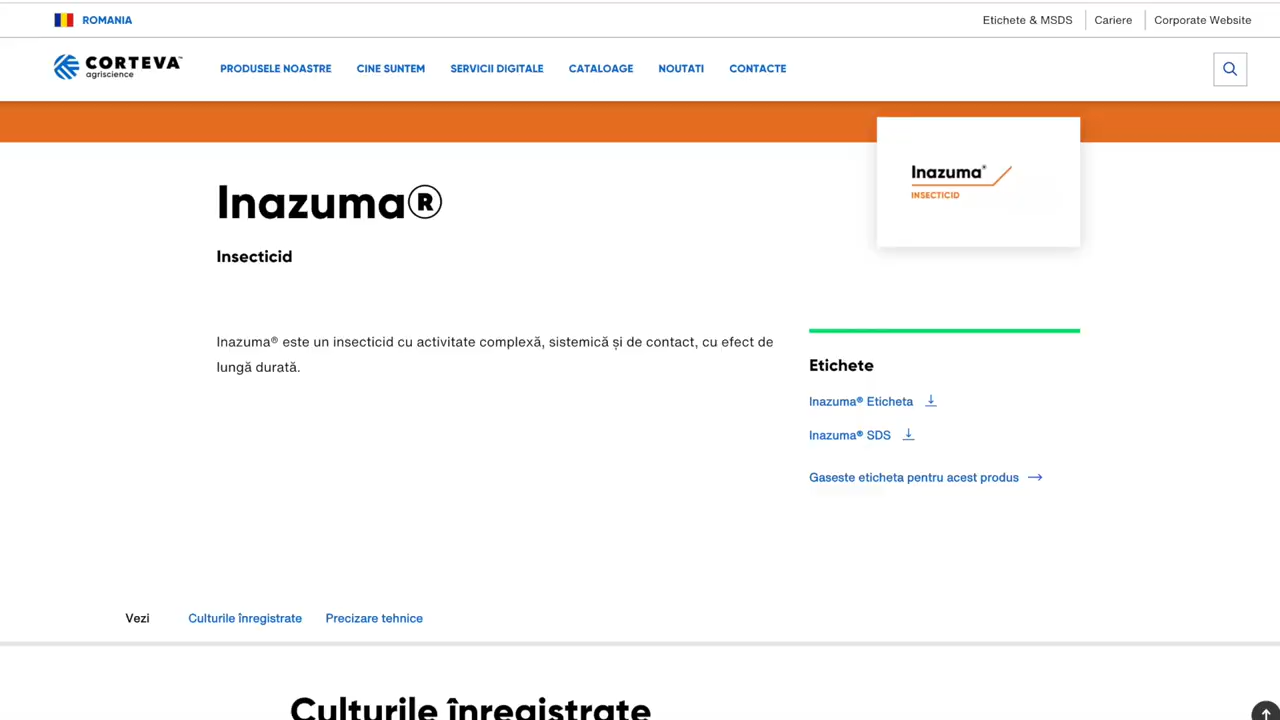 ROMANIA
Etichete & MSDS
Cariere
Corporate Website
CORTEVA™
agriscience
PRODUSELE NOASTRE
CINE SUNTEM
SERVICII DIGITALE
CATALOAGE
NOUTATI
CONTACTE
Inazuma®
INSECTICID
Inazuma®
Insecticid
Inazuma® este un insecticid cu activitate complexă, sistemică și de contact, cu efect de
lungă durată.
Etichete
Inazuma® Eticheta
Inazuma® SDS
Gaseste eticheta pentru acest produs
Vezi
Culturile înregistrate
Precizare tehnice
Culturile înregistrate